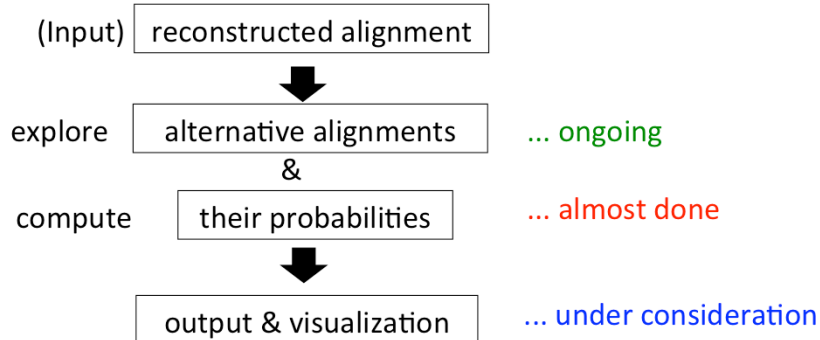 (Input) reconstructed alignment
explore alternative alignments ... ongoing
&
compute their probabilities ... almost done
output & visualization ... under consideration